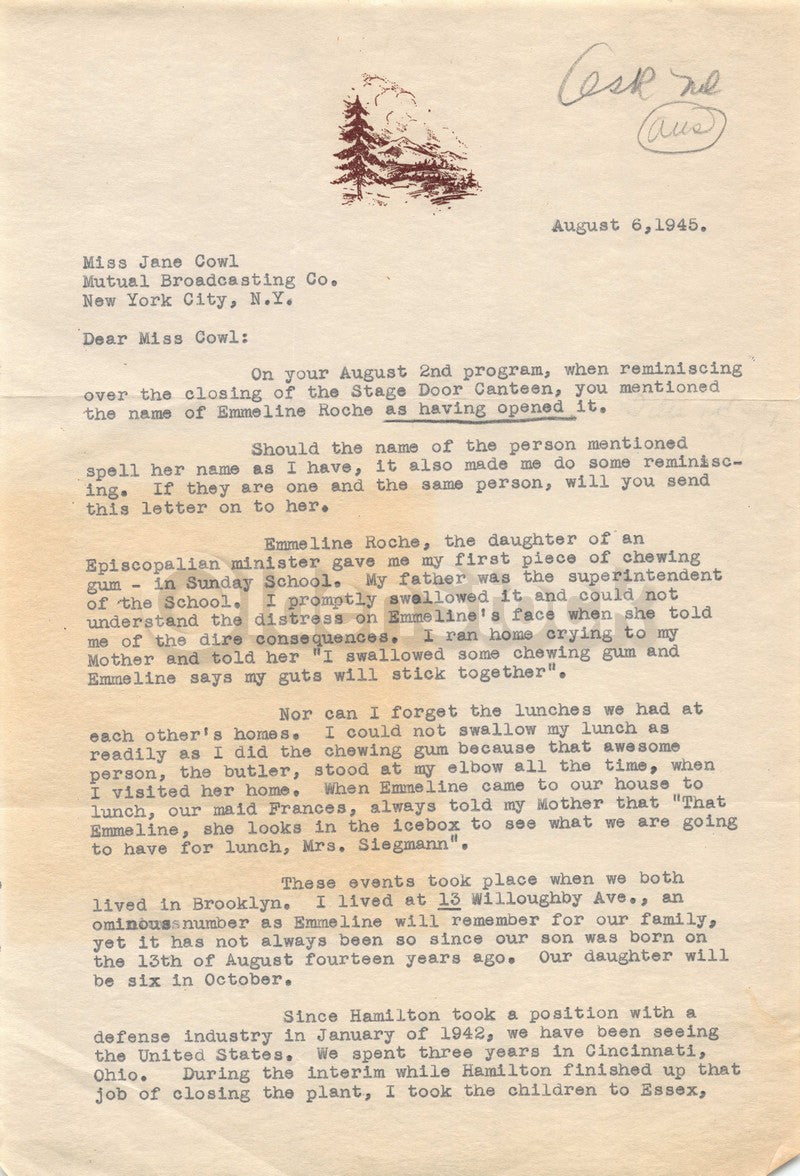 Ask me
ans
August 6,1945.
Miss Jane Cowl
Mutual Broadcasting Co.
New York City, N.Y.
Dear Miss Cowl:
On your August 2nd program, when reminiscing
over the closing of the Stage Door Canteen, you mentioned
the name of Emmeline Roche as having opened it.
Should the name of the person mentioned
spell her name as I have, it also made me do some reminisc-
ing. If they are one and the same person, will you send
this letter on to her.
Emmeline Roche, the daughter of an
Episcopalian minister gave me my first piece of chewing
gum - in Sunday School. My father was the superintendent
of the School. I promptly swallowed it and could not
understand the distress on Emmeline's face when she told
me of the dire consequences. I ran home crying to my
Mother and told her "I swallowed some chewing gum and
Emmeline says my guts will stick together".
Nor can I forget the lunches we had at
each other's homes. I could not swallow my lunch as
readily as I did the chewing gum because that awesome
person, the butler, stood at my elbow all the time, when
I visited her home. When Emmeline came to our house to
lunch, our maid Frances, always told my Mother that "That
Emmeline, she looks in the icebox to see what we are going
to have for lunch, Mrs. Siegmann".
These events took place when we both
lived in Brooklyn. I lived at 13 Willoughby Ave., an
ominous number as Emmeline will remember for our family,
yet it has not always been so since our son was born on
the 13th of August fourteen years ago. Our daughter will
be six in October.
Since Hamilton took a position with a
defense industry in January of 1942, we have been seeing
the United States. We spent three years in Cincinnati,
Ohio. During the interim while Hamilton finished up that
job of closing the plant, I took the children to Essex,